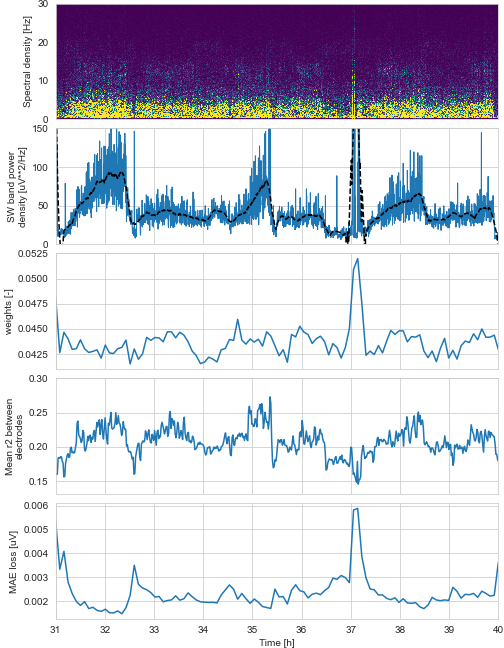 30
20
10
0
Spectral density [Hz]
150
100
50
0
SW band power
density [uV**2/Hz]
0.0525
0.0500
0.0475
0.0450
0.0425
weights [-]
0.30
0.25
0.20
0.15
Mean r2 between
electrodes
0.006
0.005
0.004
0.003
0.002
MAE loss [uV]
31 32 33 34 35 36 37 38 39 40
Time [h]